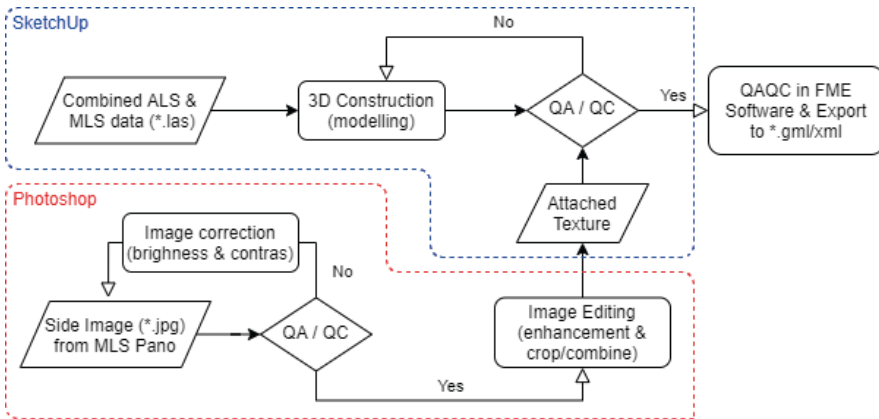 SketchUp
No
Combined ALS &
MLS data (*.las)
3D Construction
(modelling)
QA / QC
Yes
QAQC in FME
Software & Export
to *.gml/xml
Attached
Texture
Photoshop
Image correction
(brighness & contras)
No
Side Image (*.jpg)
from MLS Pano
QA / QC
Yes
Image Editing
(enhancement &
crop/combine)